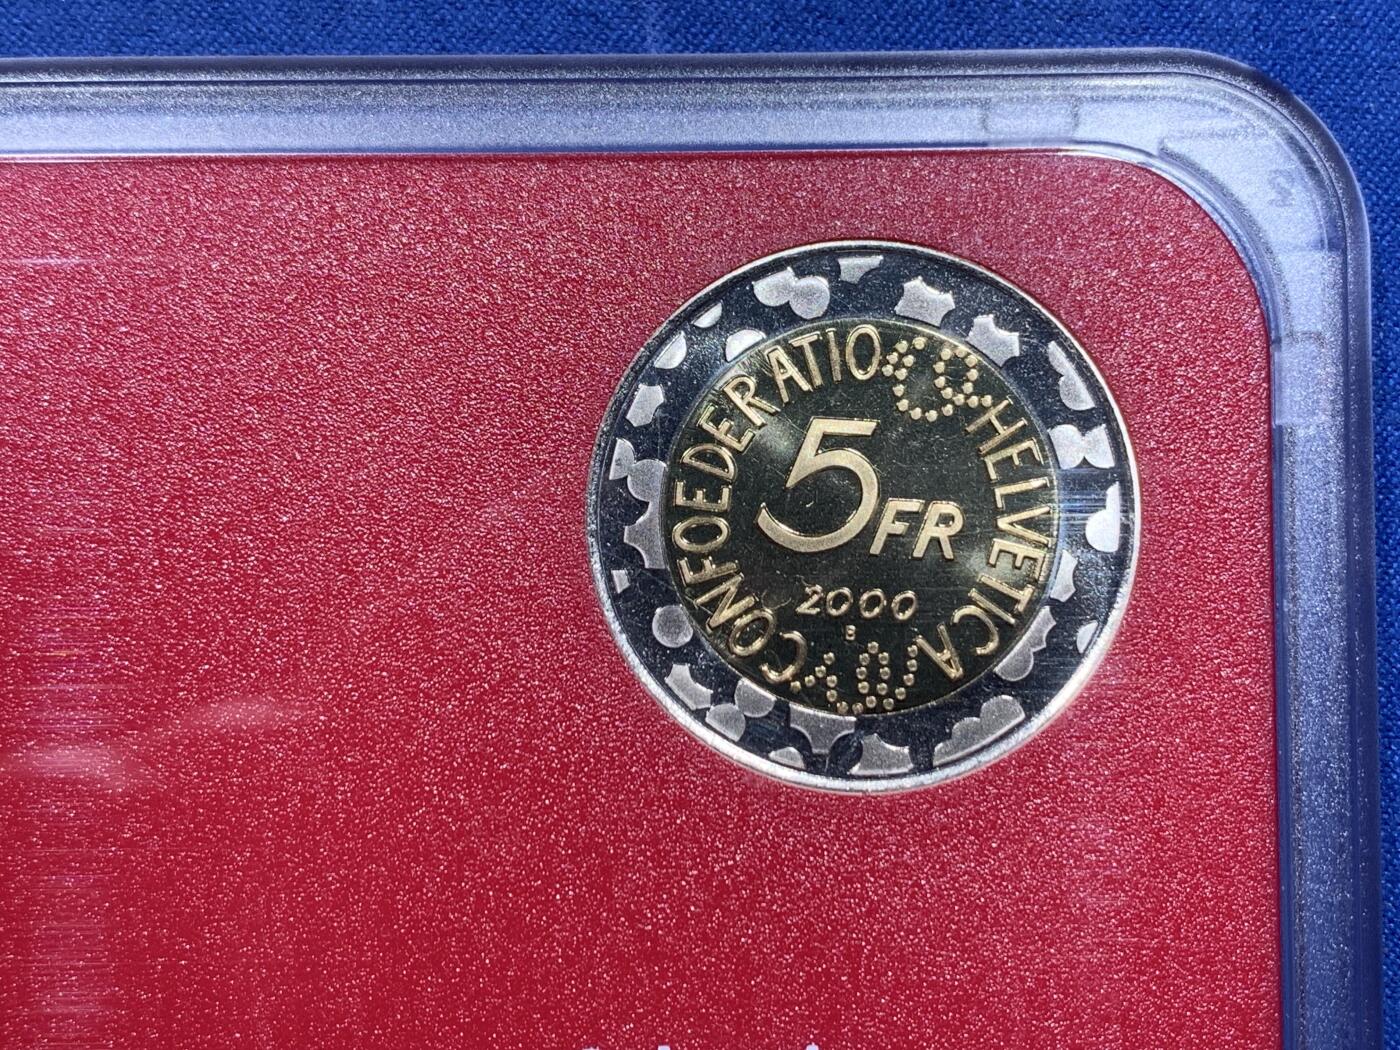 CONFOEDERATIO HELVETICA
5 FR
2000
B